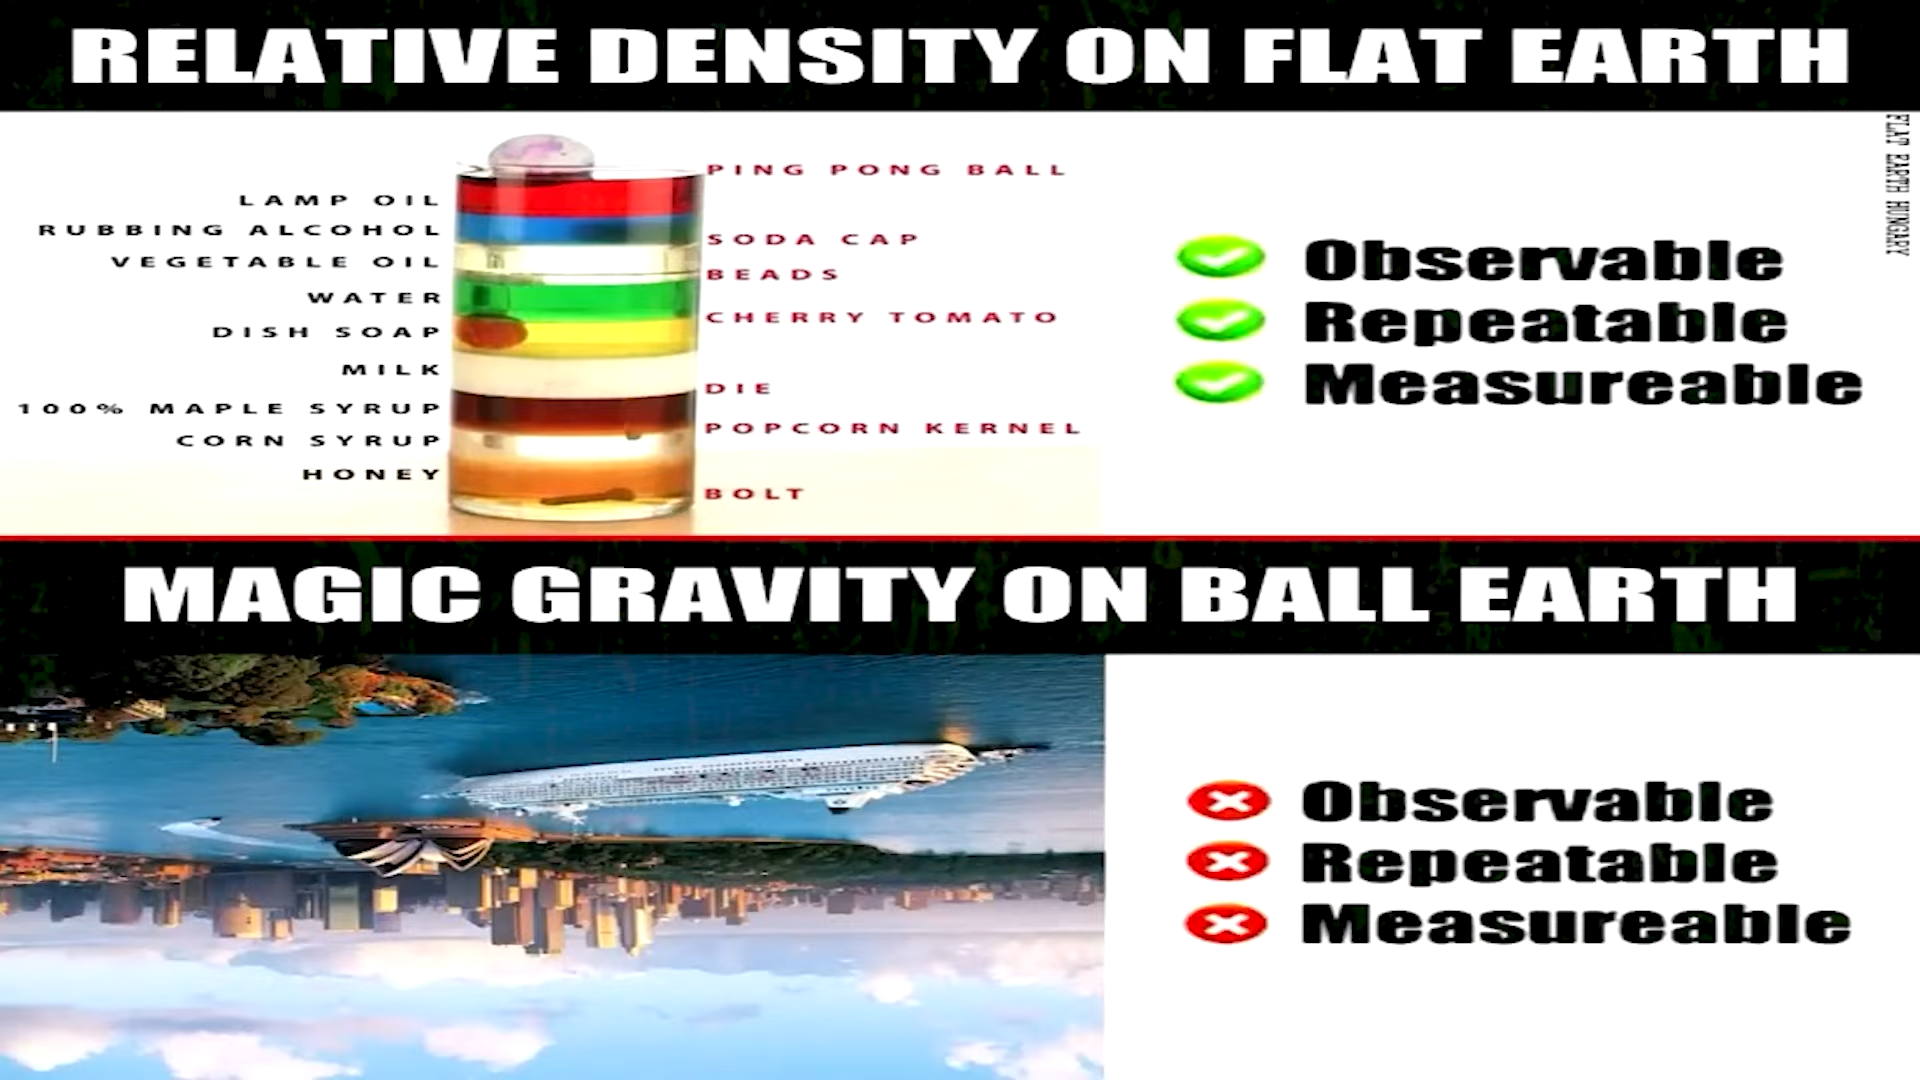 RELATIVE DENSITY ON FLAT EARTH
FLAT EARTH HUNGARY
PING PONG BALL
LAMP OIL
RUBBING ALCOHOL
SODA CAP
VEGETABLE OIL
BEADS
WATER
CHERRY TOMATO
DISH SOAP
MILK
DIE
100% MAPLE SYRUP
POPCORN KERNEL
CORN SYRUP
HONEY
BOLT
Observable
Repeatable
Measureable
MAGIC GRAVITY ON BALL EARTH
Observable
Repeatable
Measureable